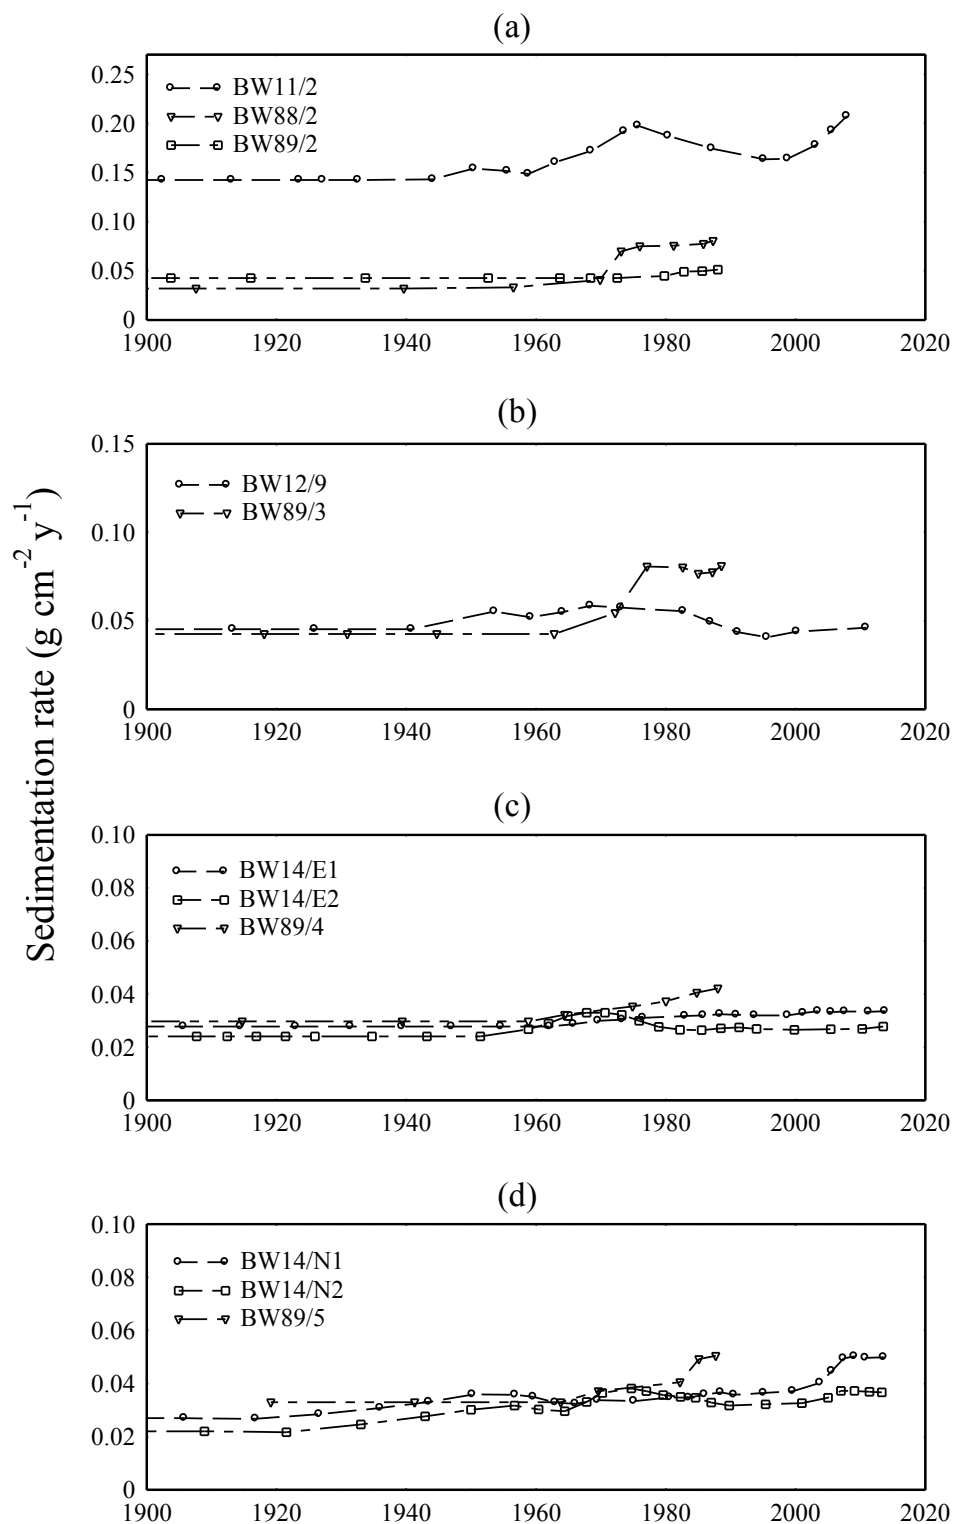 (a)
0.25
0.20
0.15
0.10
0.05
0
BW11/2
BW88/2
BW89/2
1900 1920 1940 1960 1980 2000 2020
(b)
0.15
0.10
0.05
0
BW12/9
BW89/3
1900 1920 1940 1960 1980 2000 2020
Sedimentation rate (g cm-2 y-1)
(c)
0.10
0.08
0.06
0.04
0.02
0
BW14/E1
BW14/E2
BW89/4
1900 1920 1940 1960 1980 2000 2020
(d)
0.10
0.08
0.06
0.04
0.02
0
BW14/N1
BW14/N2
BW89/5
1900 1920 1940 1960 1980 2000 2020